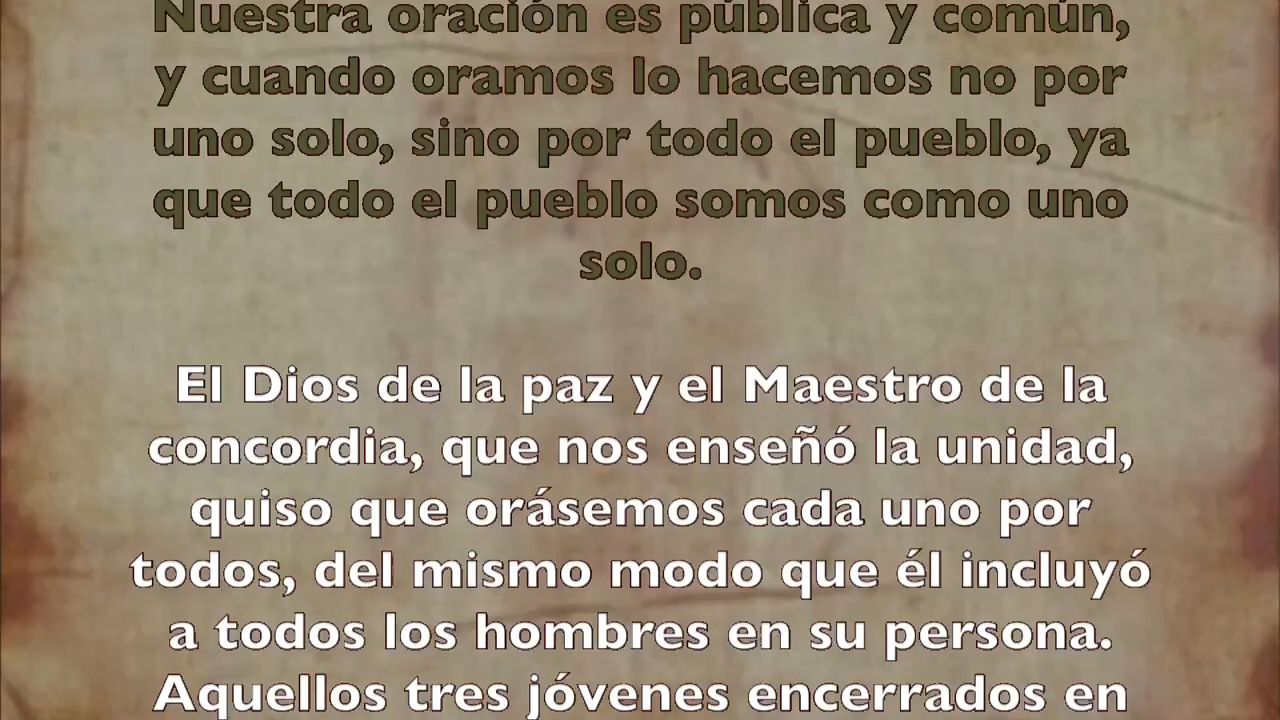 Nuestra oración es pública y común,
y cuando oramos lo hacemos no por
uno solo, sino por todo el pueblo, ya
que todo el pueblo somos como uno
solo.
El Dios de la paz y el Maestro de la
concordia, que nos enseñó la unidad,
quiso que orásemos cada uno por
todos, del mismo modo que él incluyó
a todos los hombres en su persona.
Aquellos tres jóvenes encerrados en